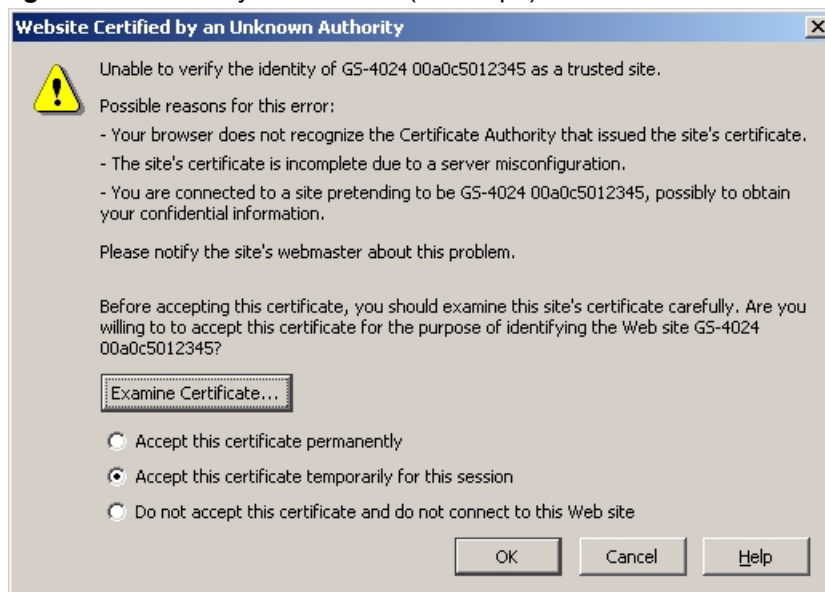 Website Certified by an Unknown Authority
Unable to verify the identity of GS-4024 00a0c5012345 as a trusted site.
Possible reasons for this error:
- Your browser does not recognize the Certificate Authority that issued the site's certificate.
- The site's certificate is incomplete due to a server misconfiguration.
- You are connected to a site pretending to be GS-4024 00a0c5012345, possibly to obtain
your confidential information.
Please notify the site's webmaster about this problem.
Before accepting this certificate, you should examine this site's certificate carefully. Are you
willing to to accept this certificate for the purpose of identifying the Web site GS-4024
00a0c5012345?
Examine Certificate...
Accept this certificate permanently
Accept this certificate temporarily for this session
Do not accept this certificate and do not connect to this Web site
OK Cancel Help